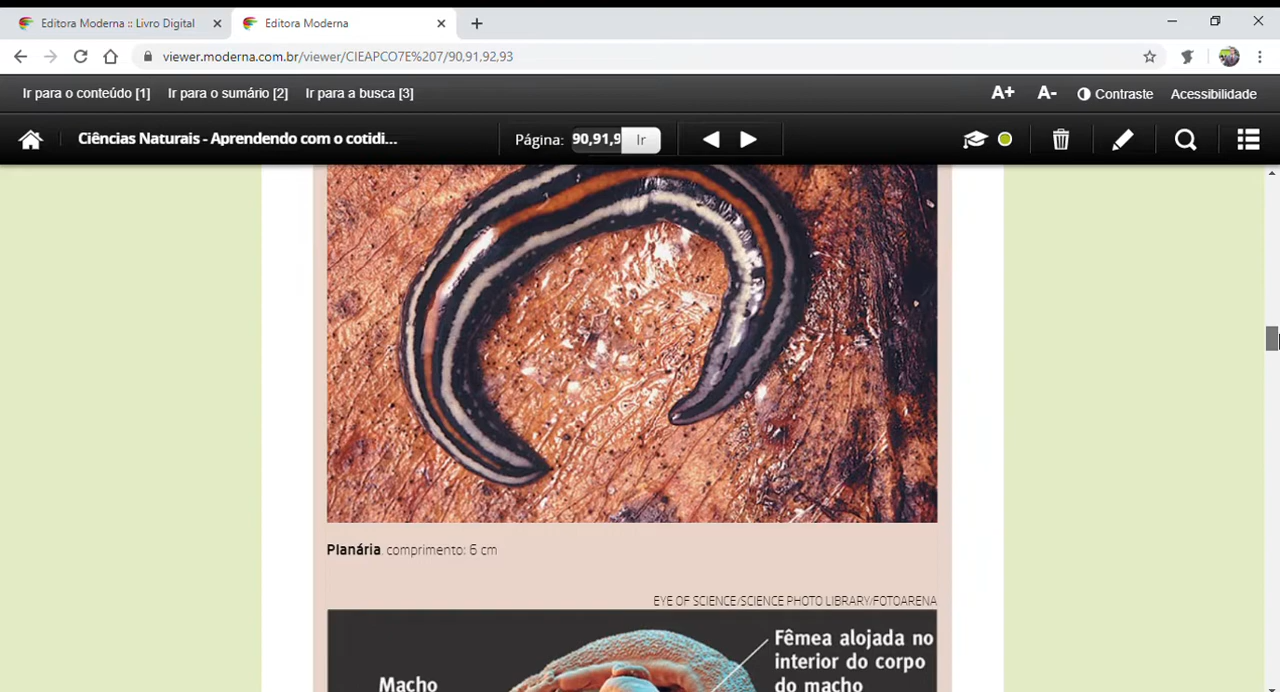 Editora Moderna :: Livro Digital
Editora Moderna
viewer.moderna.com.br/viewer/CIEAPCO7E%207/90,91,92,93
Ir para o conteúdo [1] Ir para o sumário [2] Ir para a busca [3] A+ A- Contraste Acessibilidade
Ciências Naturais - Aprendendo com o cotidi... Página: 90,91,9 Ir
Planária. comprimento: 6 cm
EYE OF SCIENCE/SCIENCE PHOTO LIBRARY/FOTOARENA
Fêmea alojada no
interior do corpo
do macho
Macho